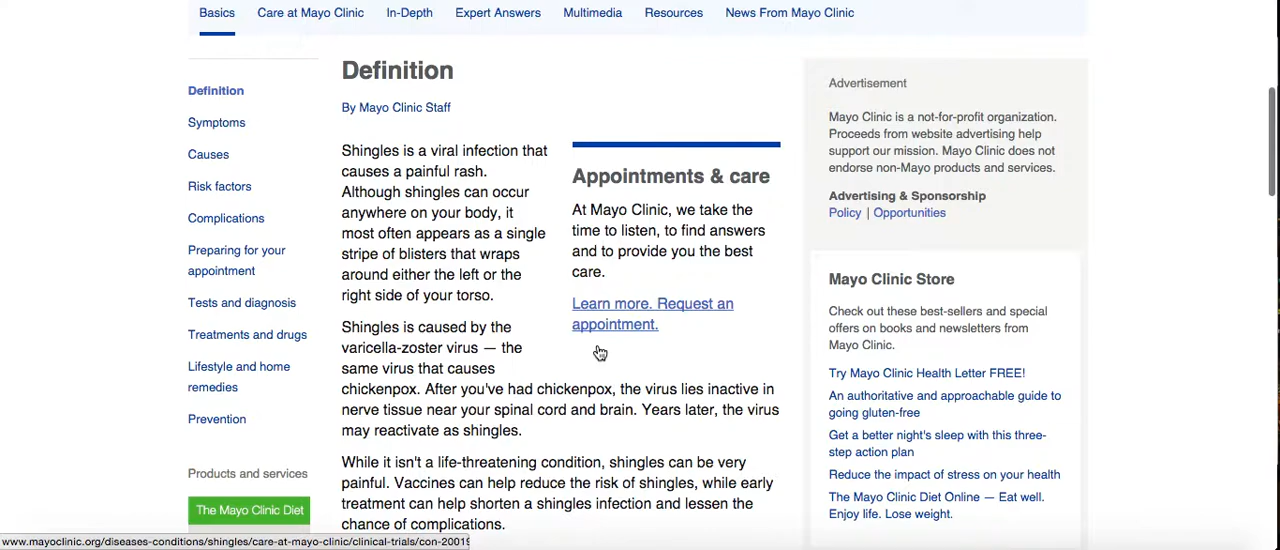 Basics Care at Mayo Clinic In-Depth Expert Answers Multimedia Resources News From Mayo Clinic
Definition
Symptoms
Causes
Risk factors
Complications
Preparing for your
appointment
Tests and diagnosis
Treatments and drugs
Lifestyle and home
remedies
Prevention
Products and services
The Mayo Clinic Diet
Definition
By Mayo Clinic Staff
Shingles is a viral infection that
causes a painful rash.
Although shingles can occur
anywhere on your body, it
most often appears as a single
stripe of blisters that wraps
around either the left or the
right side of your torso.
Appointments & care
At Mayo Clinic, we take the
time to listen, to find answers
and to provide you the best
care.
Learn more. Request an
appointment.
Shingles is caused by the
varicella-zoster virus — the
same virus that causes
chickenpox. After you've had chickenpox, the virus lies inactive in
nerve tissue near your spinal cord and brain. Years later, the virus
may reactivate as shingles.
While it isn't a life-threatening condition, shingles can be very
painful. Vaccines can help reduce the risk of shingles, while early
treatment can help shorten a shingles infection and lessen the
chance of complications.
Advertisement
Mayo Clinic is a not-for-profit organization.
Proceeds from website advertising help
support our mission. Mayo Clinic does not
endorse non-Mayo products and services.
Advertising & Sponsorship
Policy | Opportunities
Mayo Clinic Store
Check out these best-sellers and special
offers on books and newsletters from
Mayo Clinic.
Try Mayo Clinic Health Letter FREE!
An authoritative and approachable guide to
going gluten-free
Get a better night's sleep with this three-
step action plan
Reduce the impact of stress on your health
The Mayo Clinic Diet Online — Eat well.
Enjoy life. Lose weight.
www.mayoclinic.org/diseases-conditions/shingles/care-at-mayo-clinic/clinical-trials/con-20019